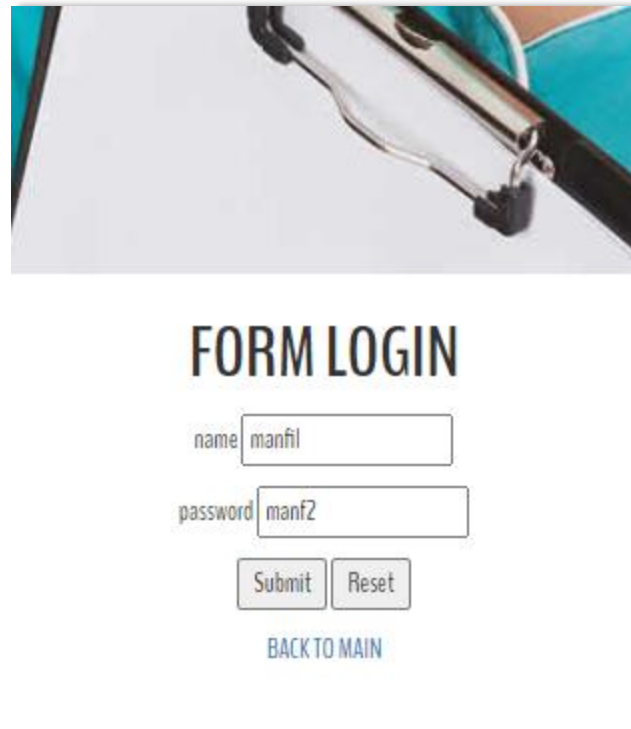 FORM LOGIN
name manfil
password manf2
Submit Reset
BACK TO MAIN